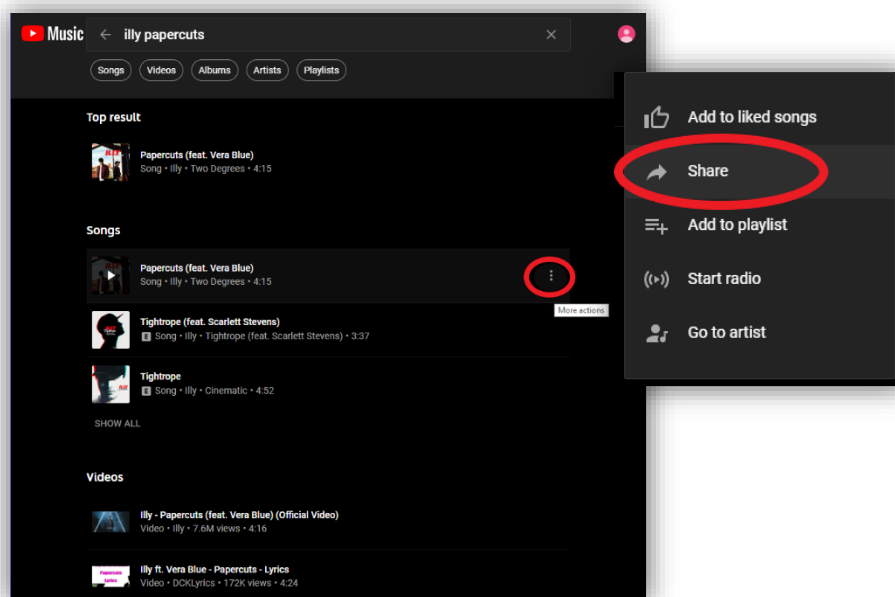 Music
illy papercuts
Songs Videos Albums Artists Playlists
Top result
Papercuts (feat. Vera Blue)
Song • Illy • Two Degrees • 4:15
Songs
Papercuts (feat. Vera Blue)
Song • Illy • Two Degrees • 4:15
More actions
Tightrope (feat. Scarlett Stevens)
E Song • Illy • Tightrope (feat. Scarlett Stevens) • 3:37
Tightrope
E Song • Illy • Cinematic • 4:52
SHOW ALL
Videos
Illy - Papercuts (feat. Vera Blue) (Official Video)
Video • Illy • 7.6M views • 4:16
Papercuts
Lyrics
Illy ft. Vera Blue - Papercuts - Lyrics
Video • DCKLyrics • 172K views • 4:24
Add to liked songs
Share
Add to playlist
Start radio
Go to artist